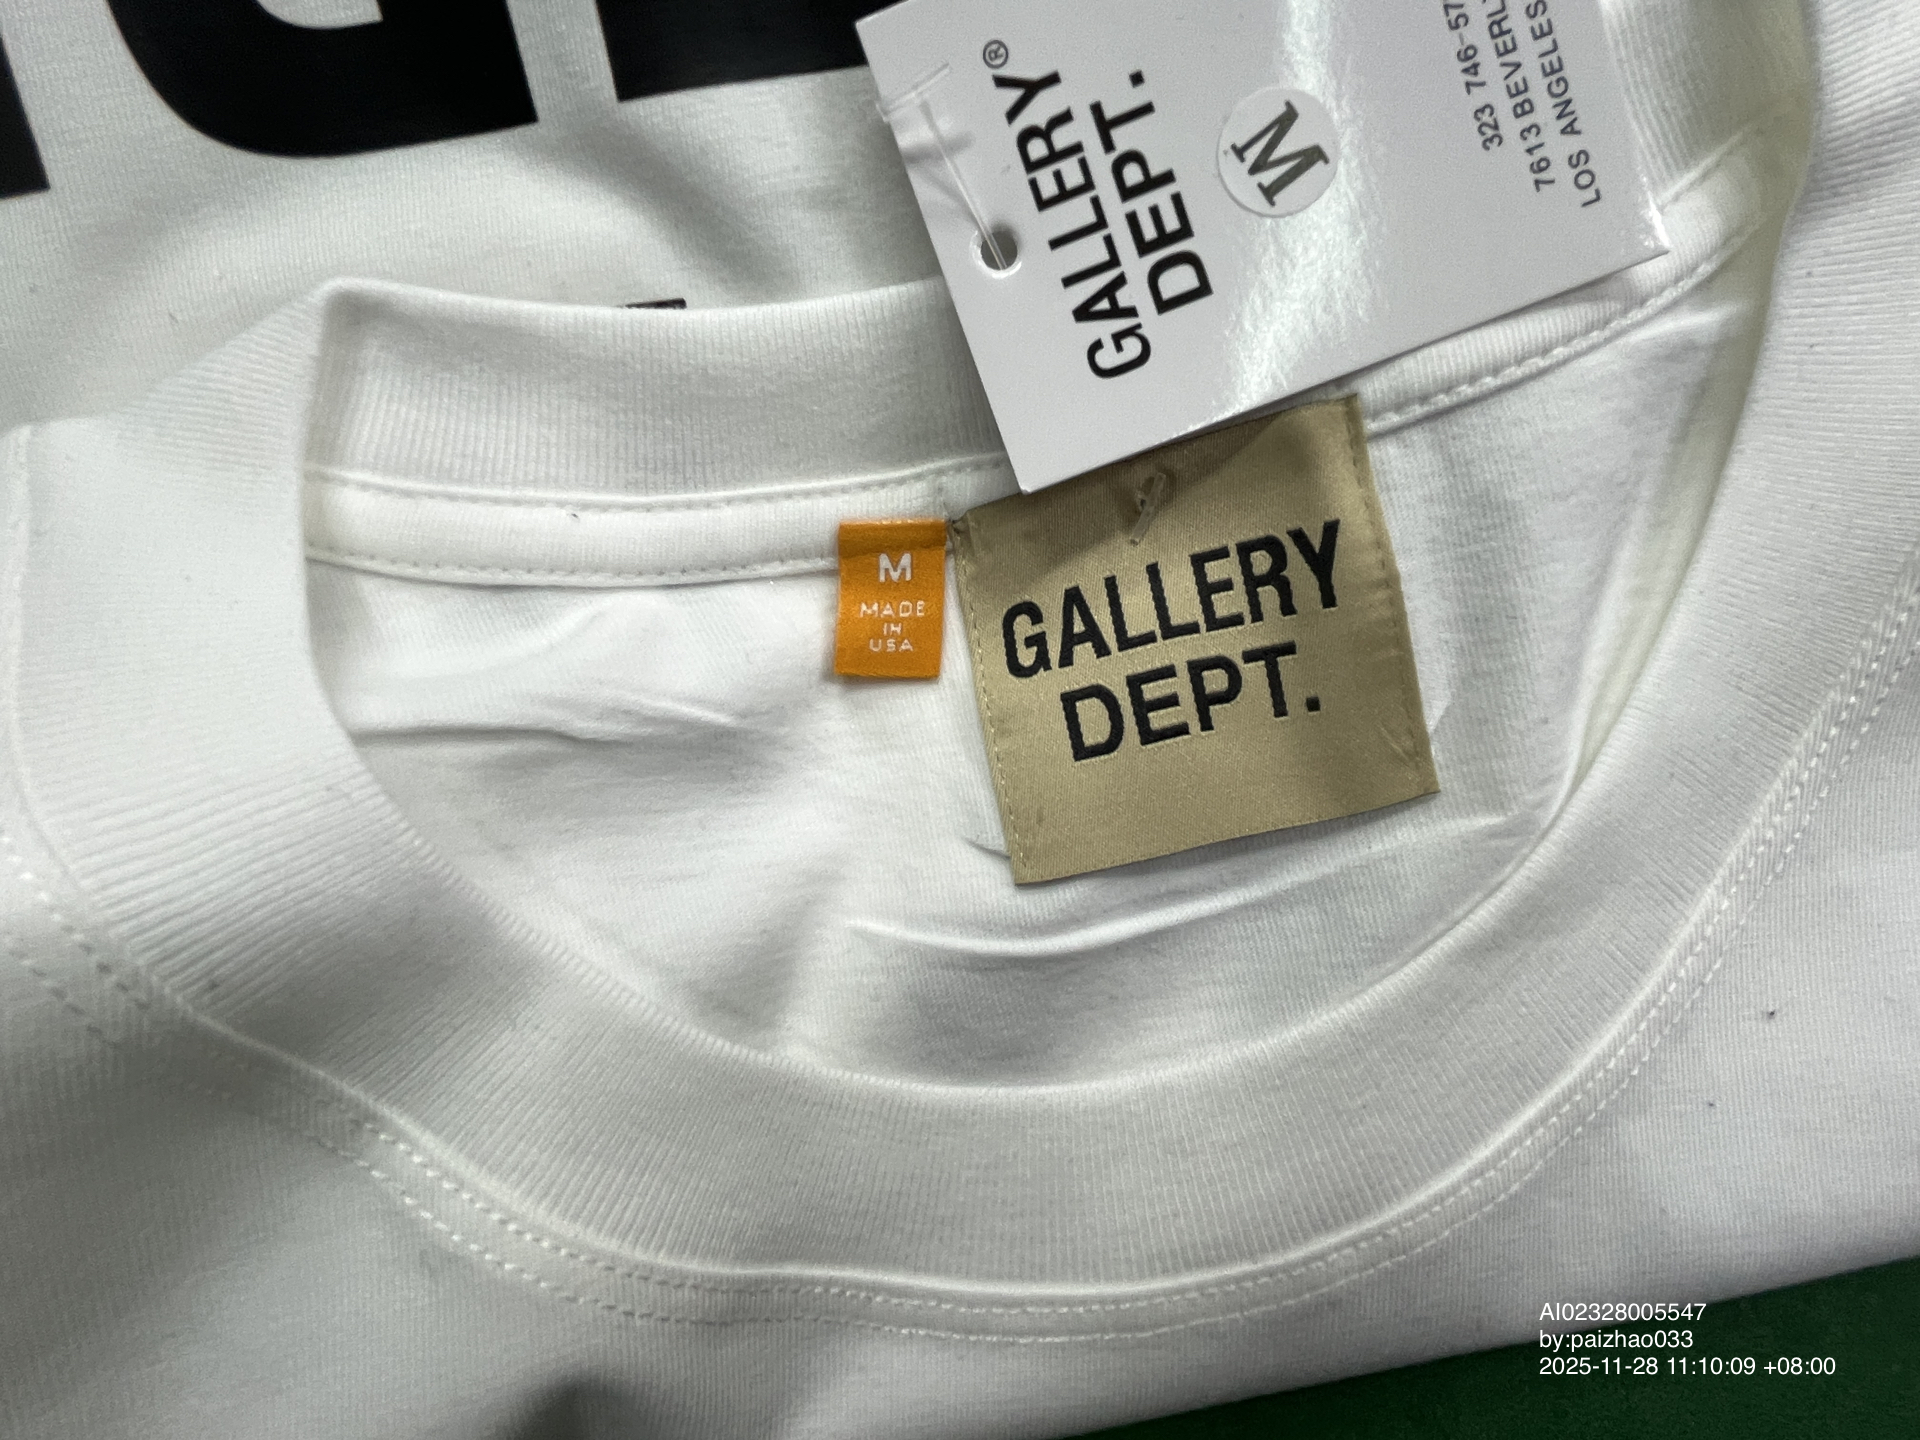 GALLERY®
DEPT.
M
323 746-57
7613 BEVERL
LOS ANGELES
M
MADE
IN
USA
GALLERY
DEPT.
AI02328005547
by:paizhao033
2025-11-28 11:10:09 +08:00